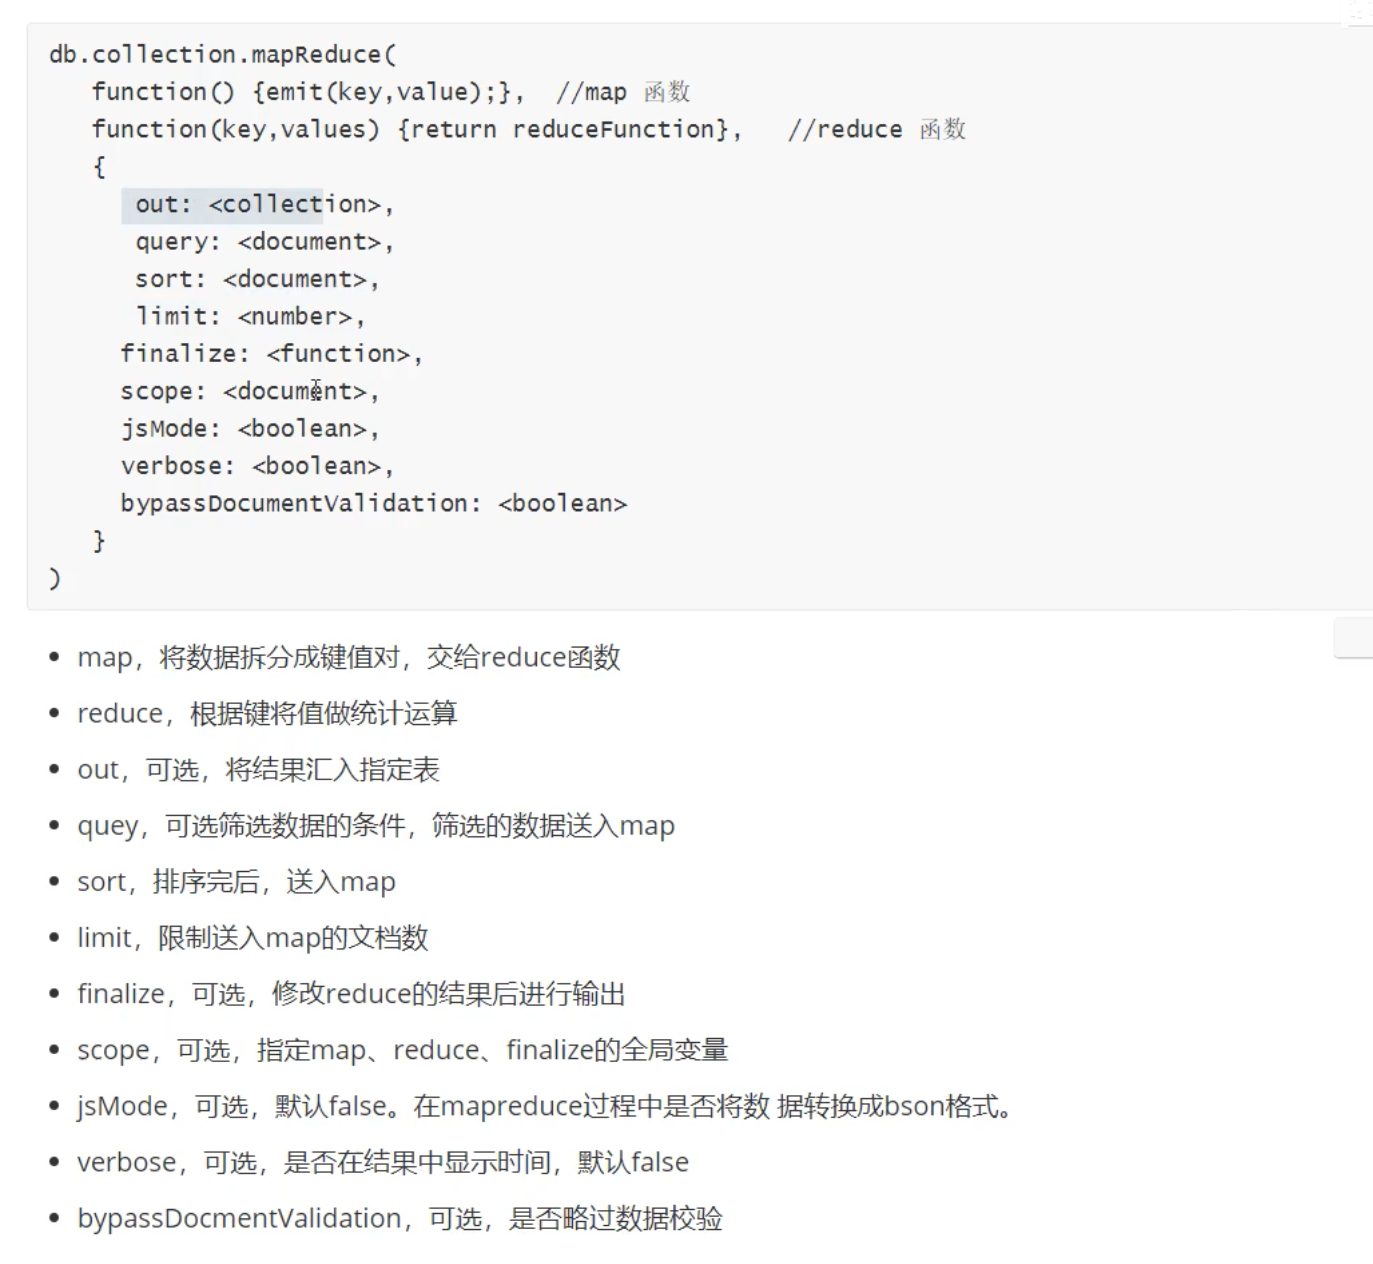 db.collection.mapReduce(
function() {emit(key,value);},  //map 函数
function(key,values) {return reduceFunction},   //reduce 函数
{
out: <collection>,
query: <document>,
sort: <document>,
limit: <number>,
finalize: <function>,
scope: <document>,
jsMode: <boolean>,
verbose: <boolean>,
bypassDocumentValidation: <boolean>
}
)
• map，将数据拆分成键值对，交给reduce函数
• reduce，根据键将值做统计运算
• out，可选，将结果汇入指定表
• quey，可选筛选数据的条件，筛选的数据送入map
• sort，排序完后，送入map
• limit，限制送入map的文档数
• finalize，可选，修改reduce的结果后进行输出
• scope，可选，指定map、reduce、finalize的全局变量
• jsMode，可选，默认false。在mapreduce过程中是否将数 据转换成bson格式。
• verbose，可选，是否在结果中显示时间，默认false
• bypassDocmentValidation，可选，是否略过数据校验